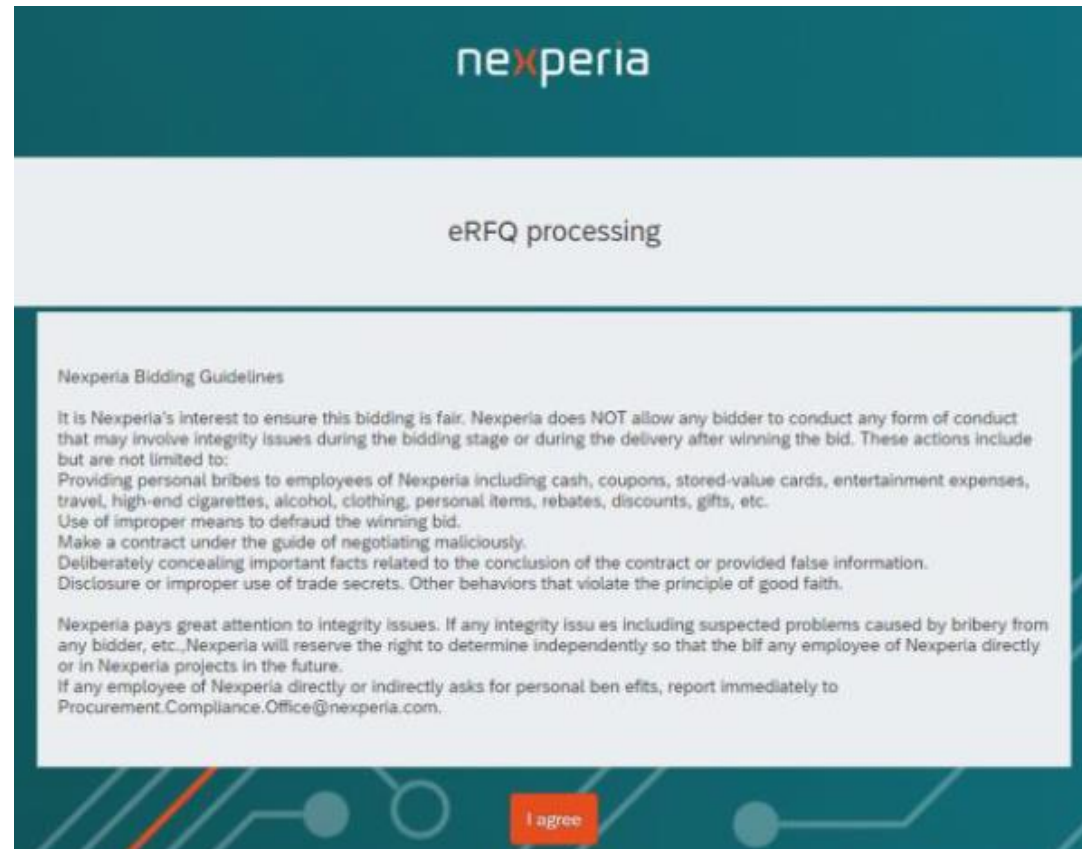 nexperia
eRFQ processing
Nexperia Bidding Guidelines
It is Nexperia's interest to ensure this bidding is fair. Nexperia does NOT allow any bidder to conduct any form of conduct
that may involve integrity issues during the bidding stage or during the delivery after winning the bid. These actions include
but are not limited to:
Providing personal bribes to employees of Nexperia including cash, coupons, stored-value cards, entertainment expenses,
travel, high-end cigarettes, alcohol, clothing, personal items, rebates, discounts, gifts, etc.
Use of improper means to defraud the winning bid.
Make a contract under the guide of negotiating maliciously.
Deliberately concealing important facts related to the conclusion of the contract or provided false information.
Disclosure or improper use of trade secrets. Other behaviors that violate the principle of good faith.
Nexperia pays great attention to integrity issues. If any integrity issu es including suspected problems caused by bribery from
any bidder, etc.,Nexperia will reserve the right to determine independently so that the bIf any employee of Nexperia directly
or in Nexperia projects in the future.
If any employee of Nexperia directly or indirectly asks for personal ben efits, report immediately to
Procurement.Compliance.Office@nexperia.com.
I agree